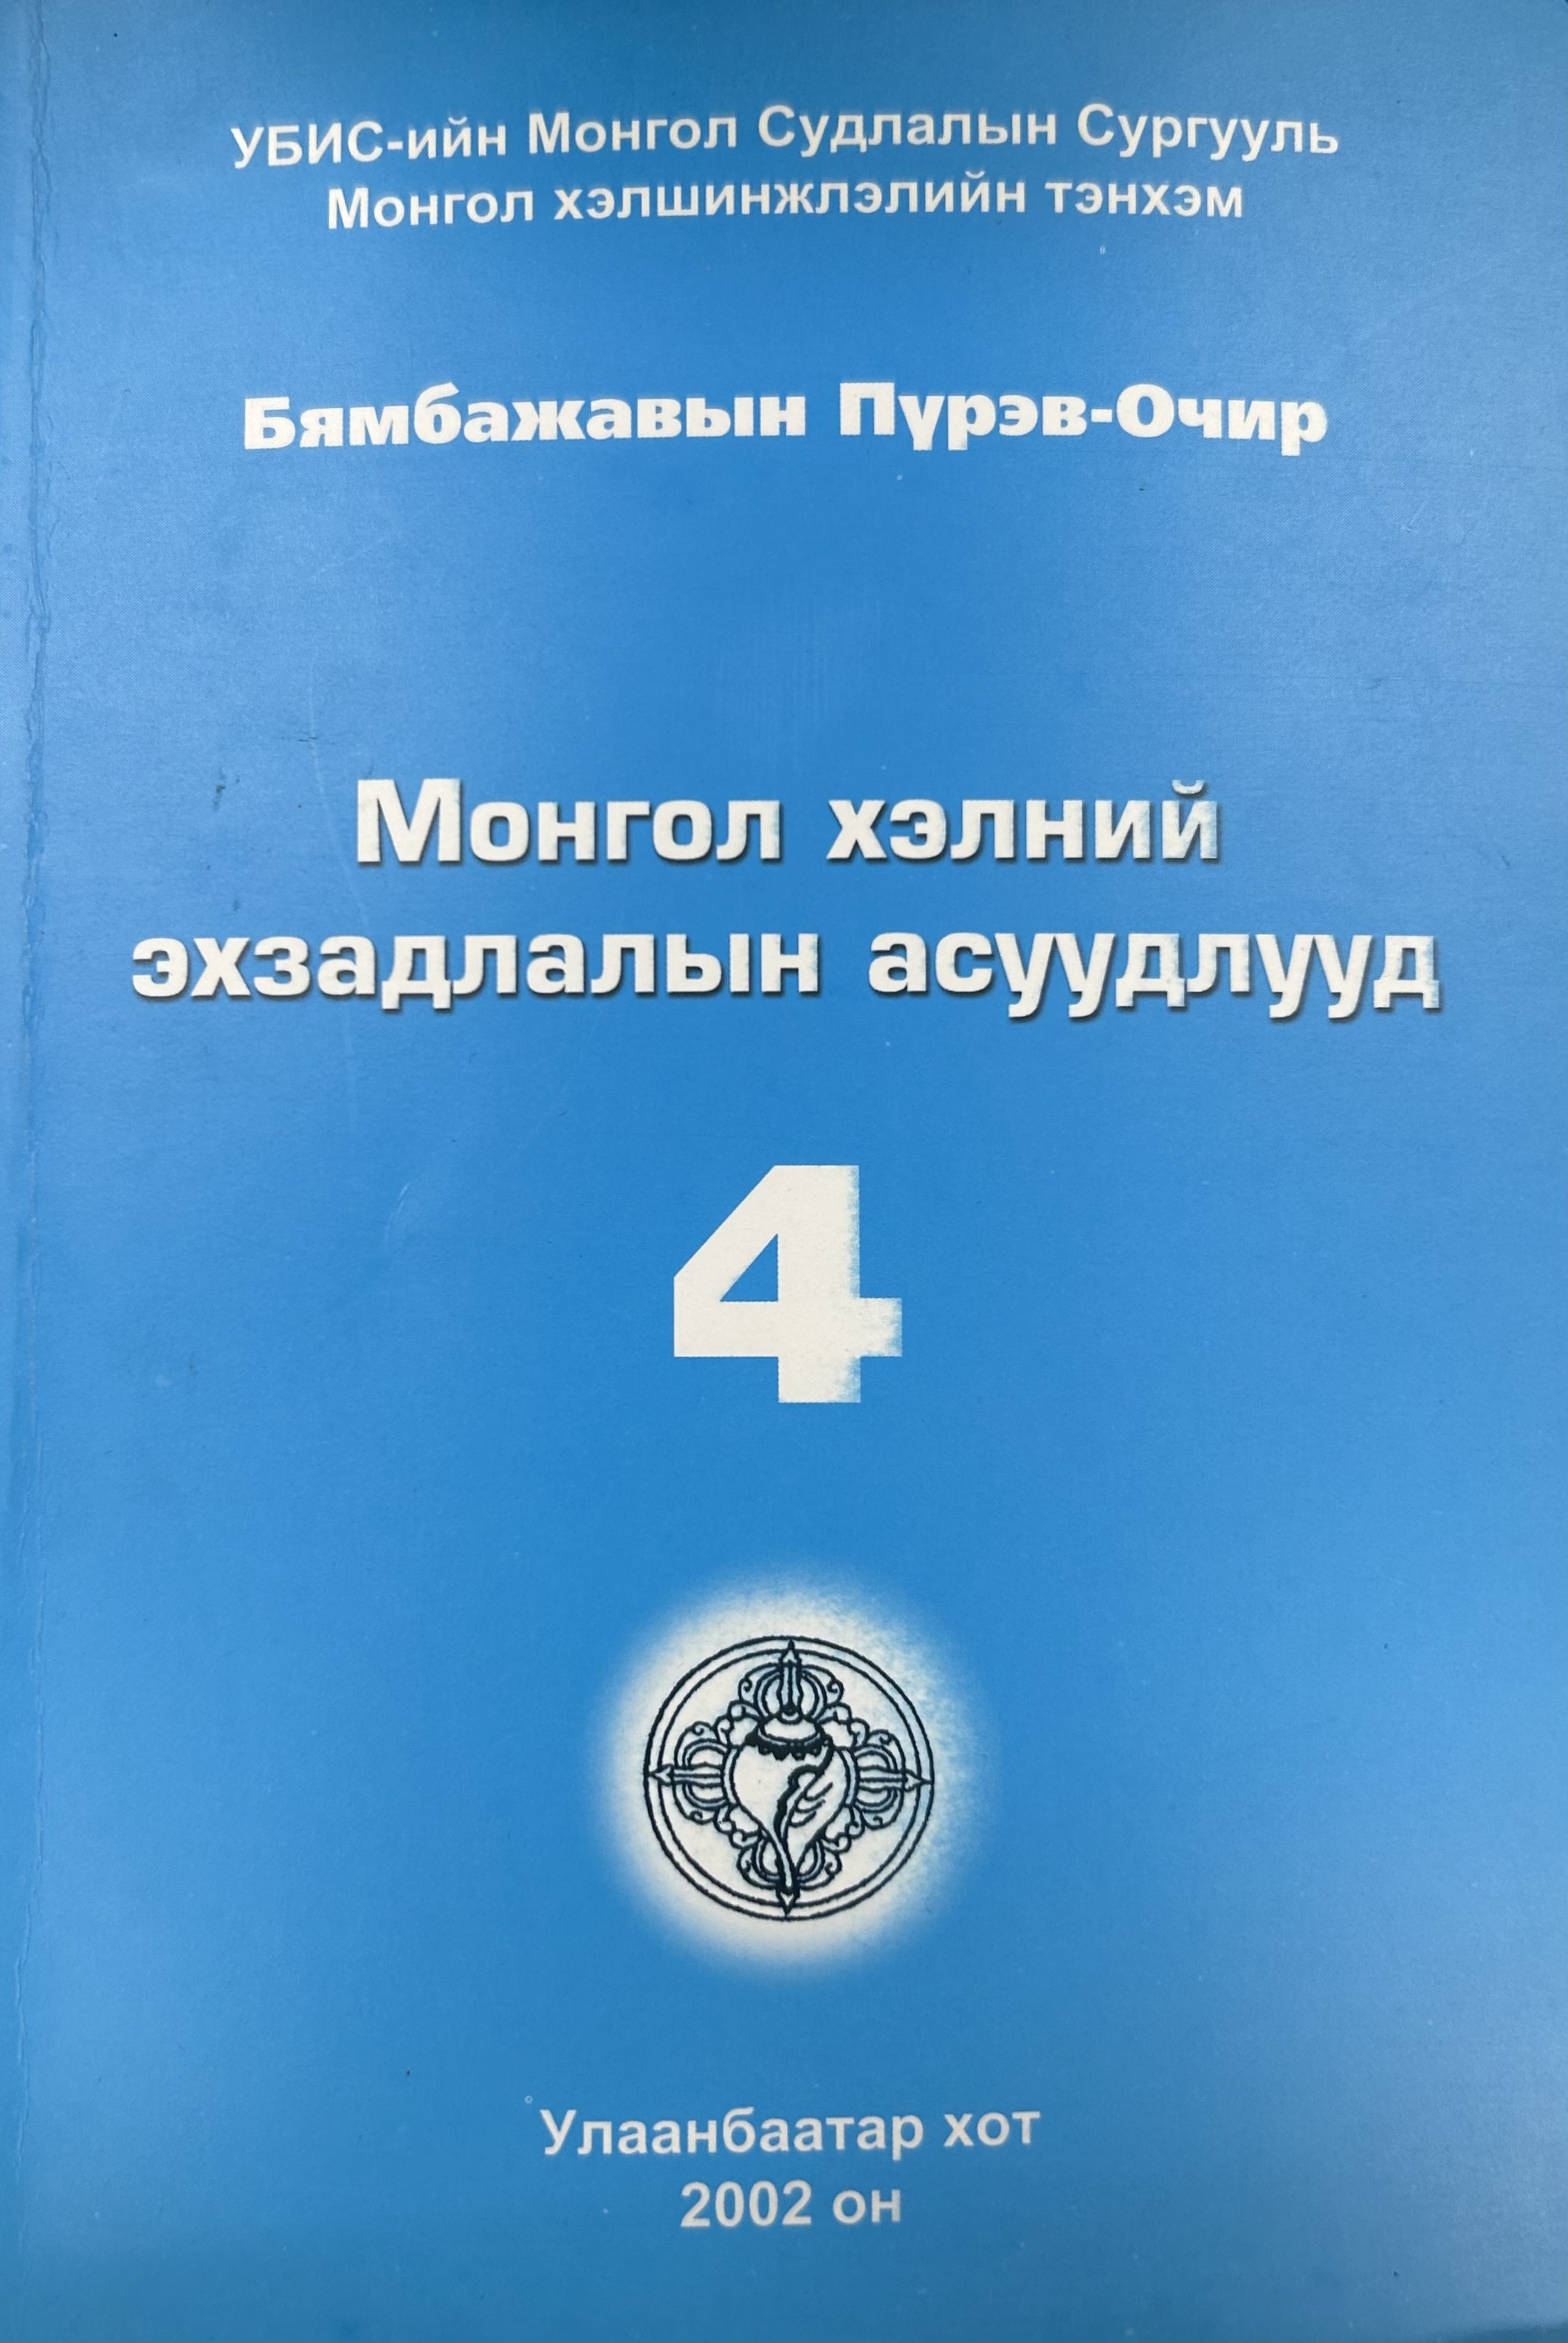 УБИС-ийн Монгол Судлалын Сургууль
Монгол хэлшинжлэлийн тэнхэм
Бямбажавын Пүрэв-Очир
Монгол хэлний
эхзадлалын асуудлууд
4
Улаанбаатар хот
2002 он